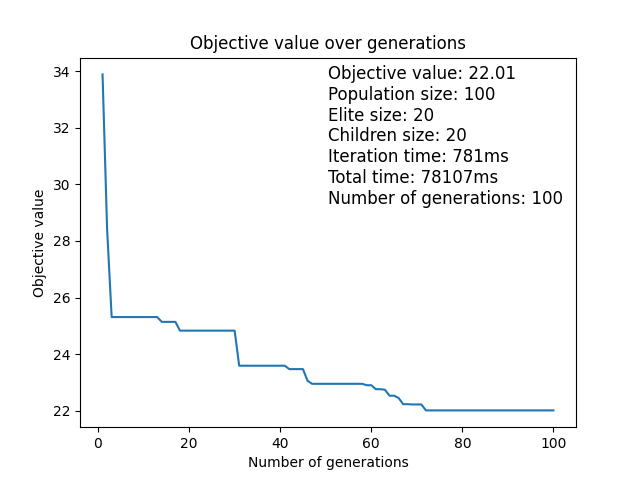 Objective value over generations
Objective value: 22.01
Population size: 100
Elite size: 20
Children size: 20
Iteration time: 781ms
Total time: 78107ms
Number of generations: 100
Objective value
34
32
30
28
26
24
22
0 20 40 60 80 100
Number of generations